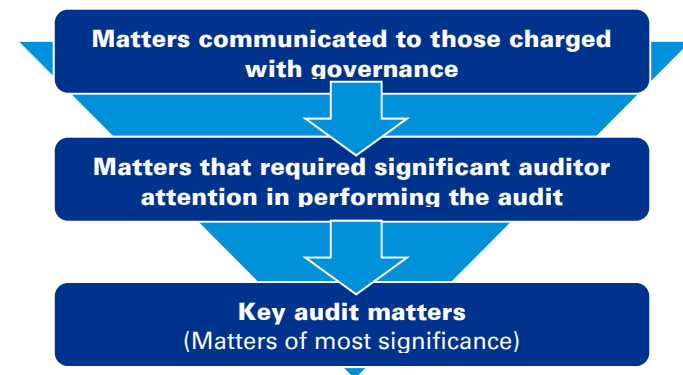 Matters communicated to those charged
with governance
Matters that required significant auditor
attention in performing the audit
Key audit matters
(Matters of most significance)